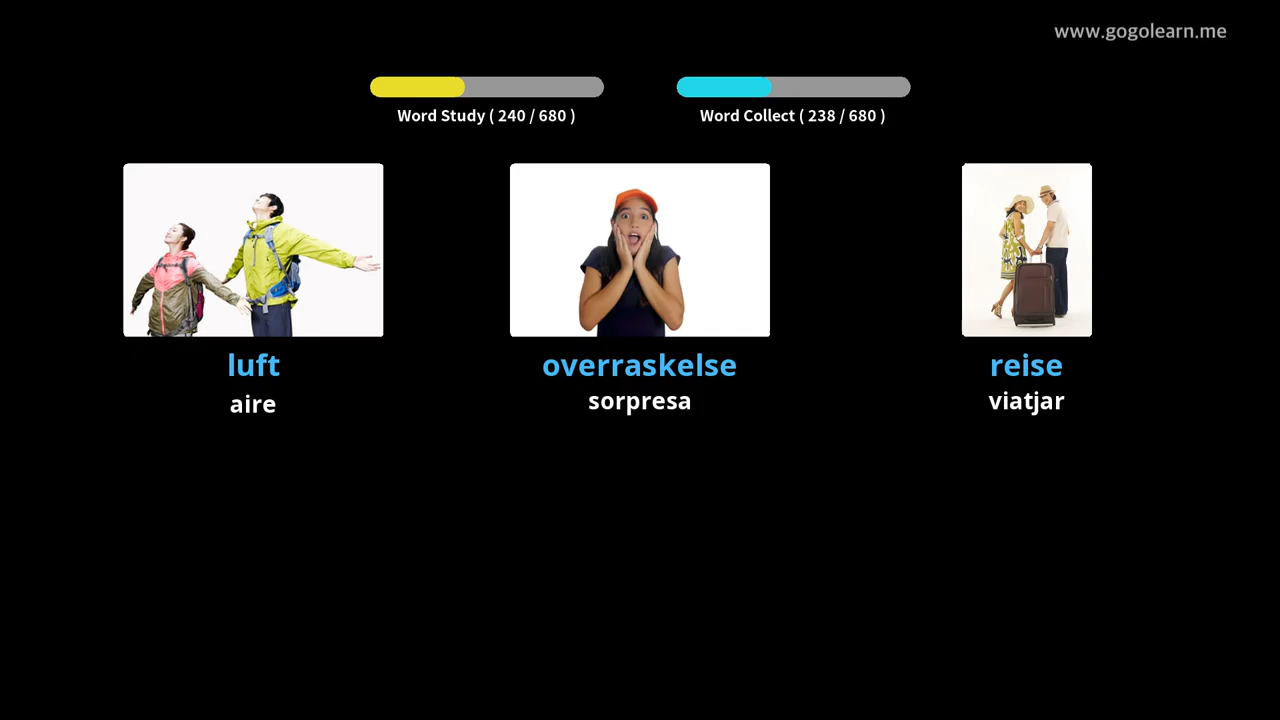 www.gogolearn.me
Word Study ( 240 / 680 )
Word Collect ( 238 / 680 )
luft
overraskelse
reise
aire
sorpresa
viatjar